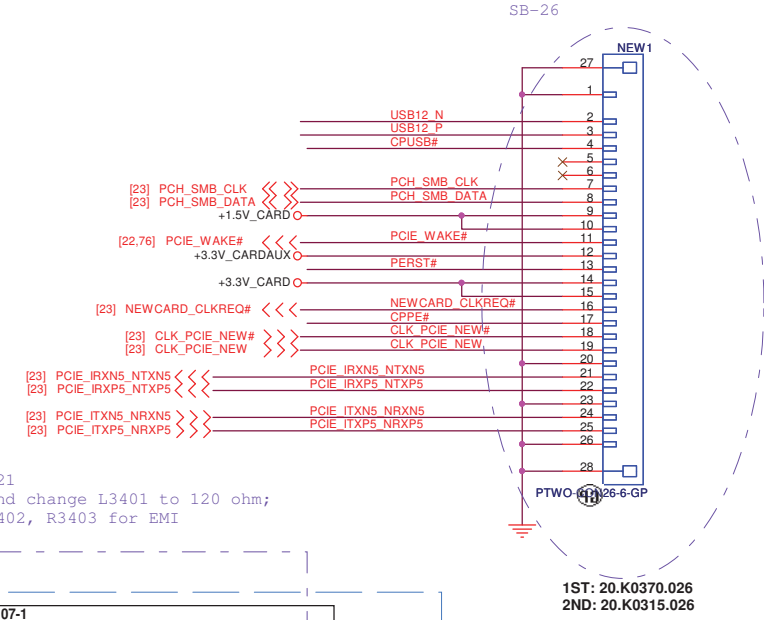 SB-26
NEW1
27
1
USB12_N 2
USB12_P 3
CPUSB# 4
5
6
[23] PCH_SMB_CLK PCH_SMB_CLK 7
[23] PCH_SMB_DATA PCH_SMB_DATA 8
+1.5V_CARD 9
10
[22,76] PCIE_WAKE# PCIE_WAKE# 11
+3.3V_CARDAUX 12
PERST# 13
+3.3V_CARD 14
15
[23] NEWCARD_CLKREQ# NEWCARD_CLKREQ# 16
CPPE# 17
[23] CLK_PCIE_NEW# CLK_PCIE_NEW# 18
[23] CLK_PCIE_NEW CLK_PCIE_NEW 19
20
[23] PCIE_IRXN5_NTXN5 PCIE_IRXN5_NTXN5 21
[23] PCIE_IRXP5_NTXP5 PCIE_IRXP5_NTXP5 22
23
[23] PCIE_ITXN5_NRXN5 PCIE_ITXN5_NRXN5 24
[23] PCIE_ITXP5_NRXP5 PCIE_ITXP5_NRXP5 25
26
28
21
nd change L3401 to 120 ohm;
402, R3403 for EMI
1ST: 20.K0370.026
2ND: 20.K0315.026
07-1